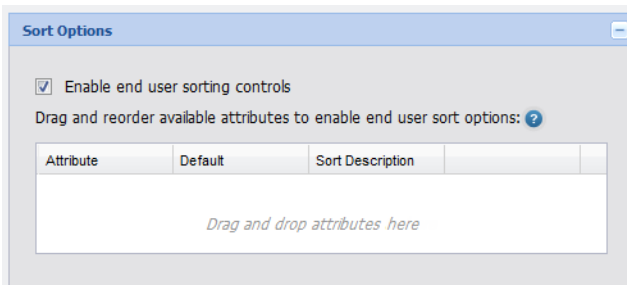 Sort Options
Enable end user sorting controls
Drag and reorder available attributes to enable end user sort options: ?
Attribute Default Sort Description
Drag and drop attributes here